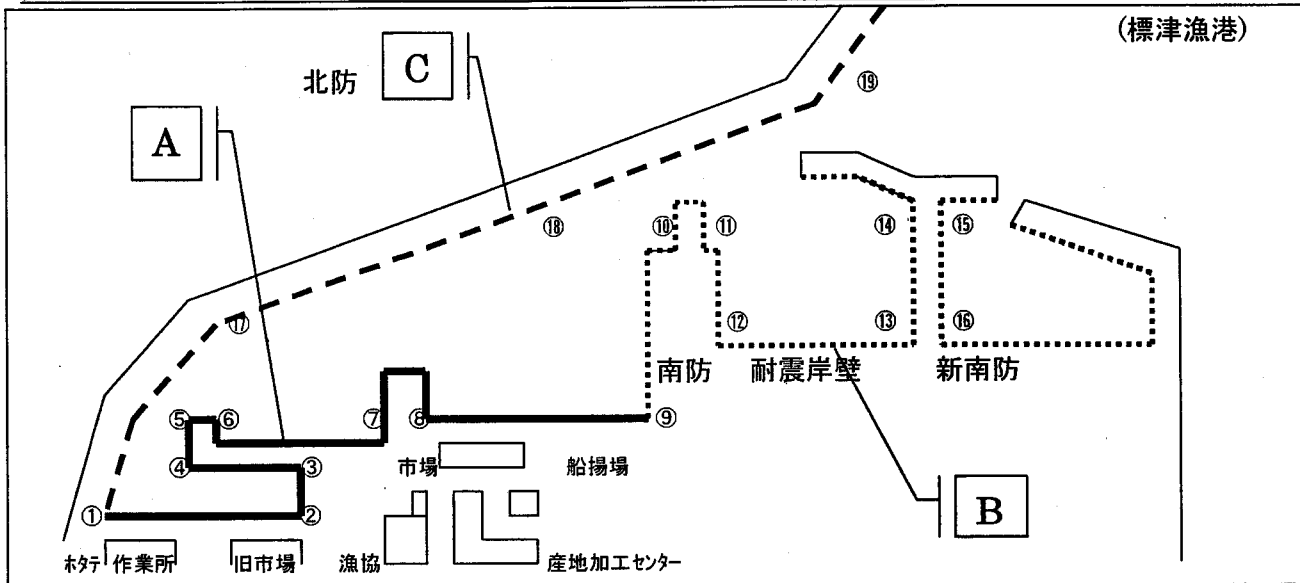 (標津漁港)
北防
C
A
⑲
⑱
⑩
⑪
⑭
⑮
⑰
⑫
⑬
⑯
南防
耐震岸壁
新南防
⑤
⑥
⑦
⑧
⑨
④
③
市場
船揚場
①
②
B
ホタテ
作業所
旧市場
漁協
産地加工センター